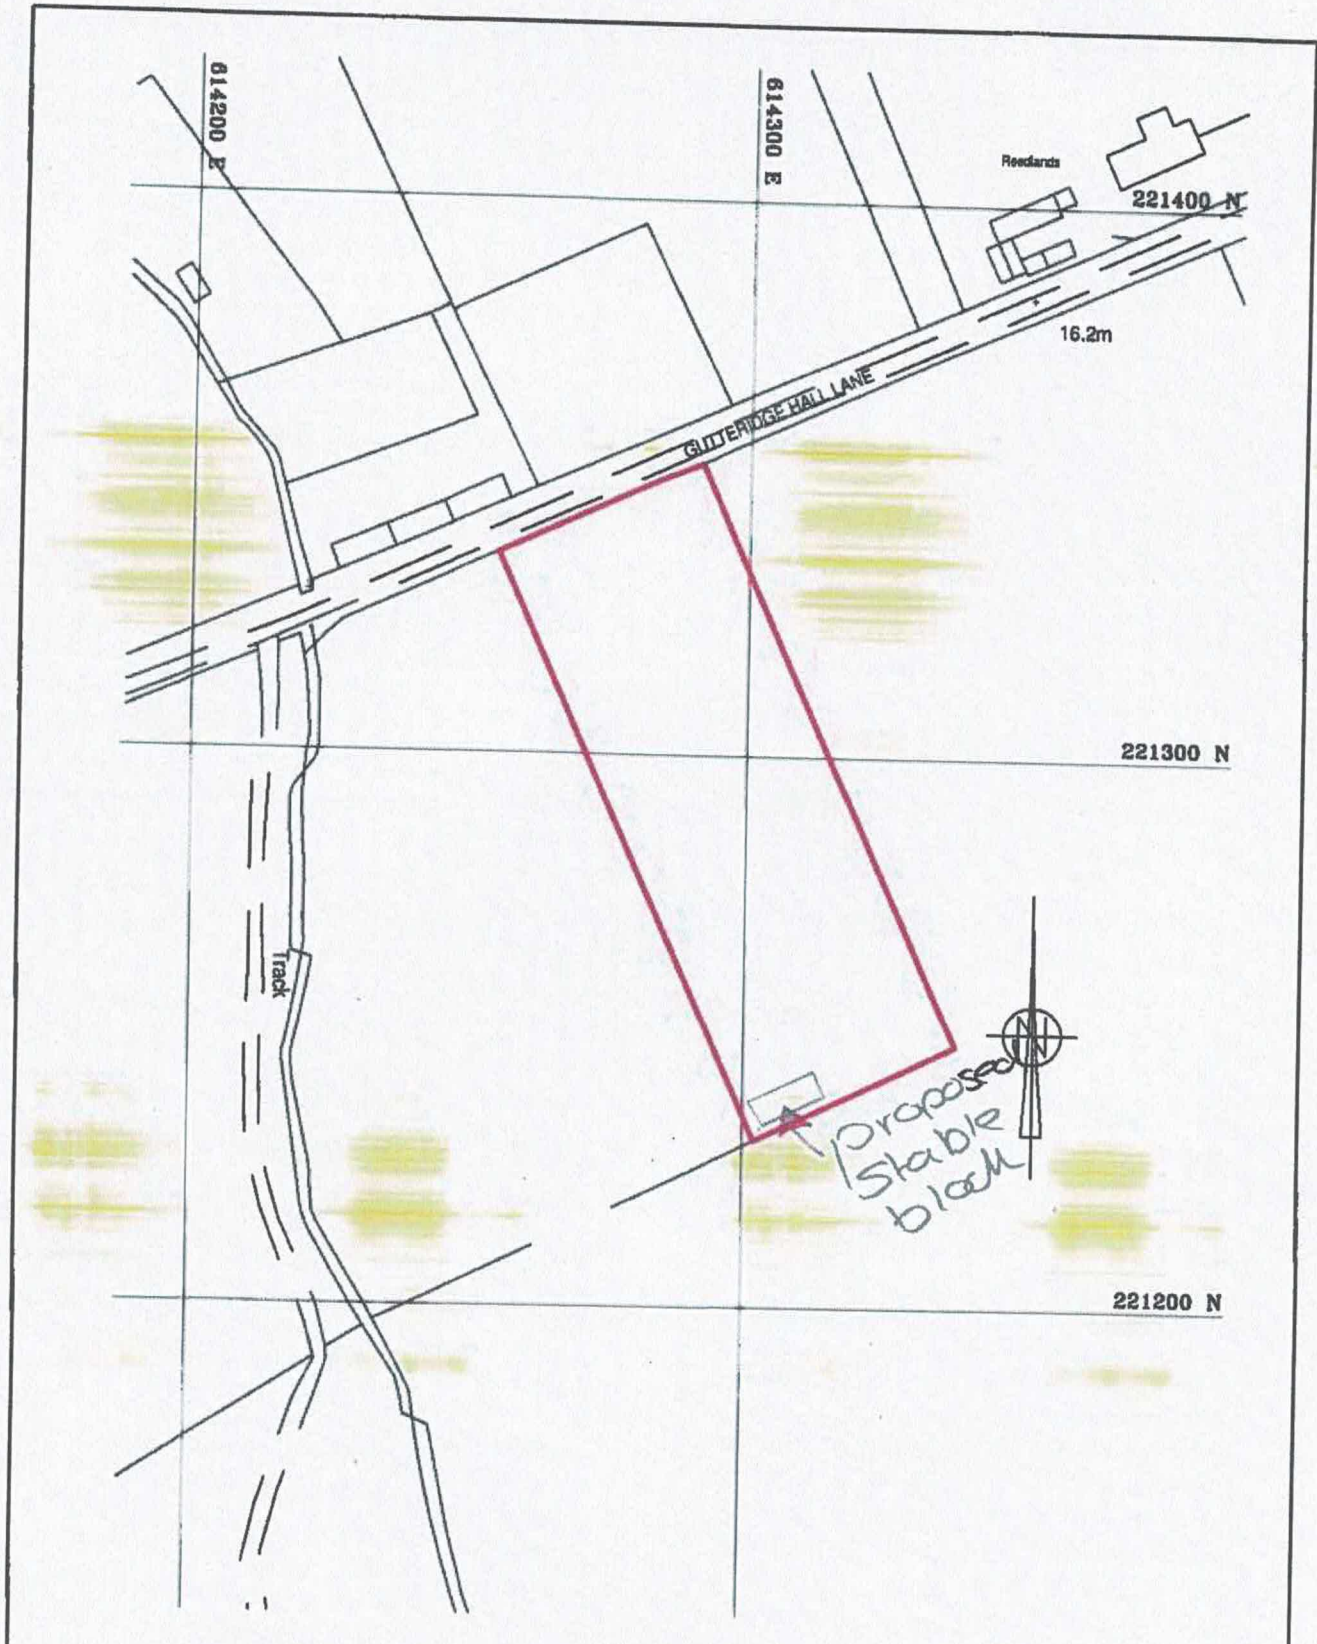 614200 E
614300 E
Reedlands
221400 N
16.2m
GUTTERIDGE HALL LANE
221300 N
Track
N
proposed
stable
block
221200 N